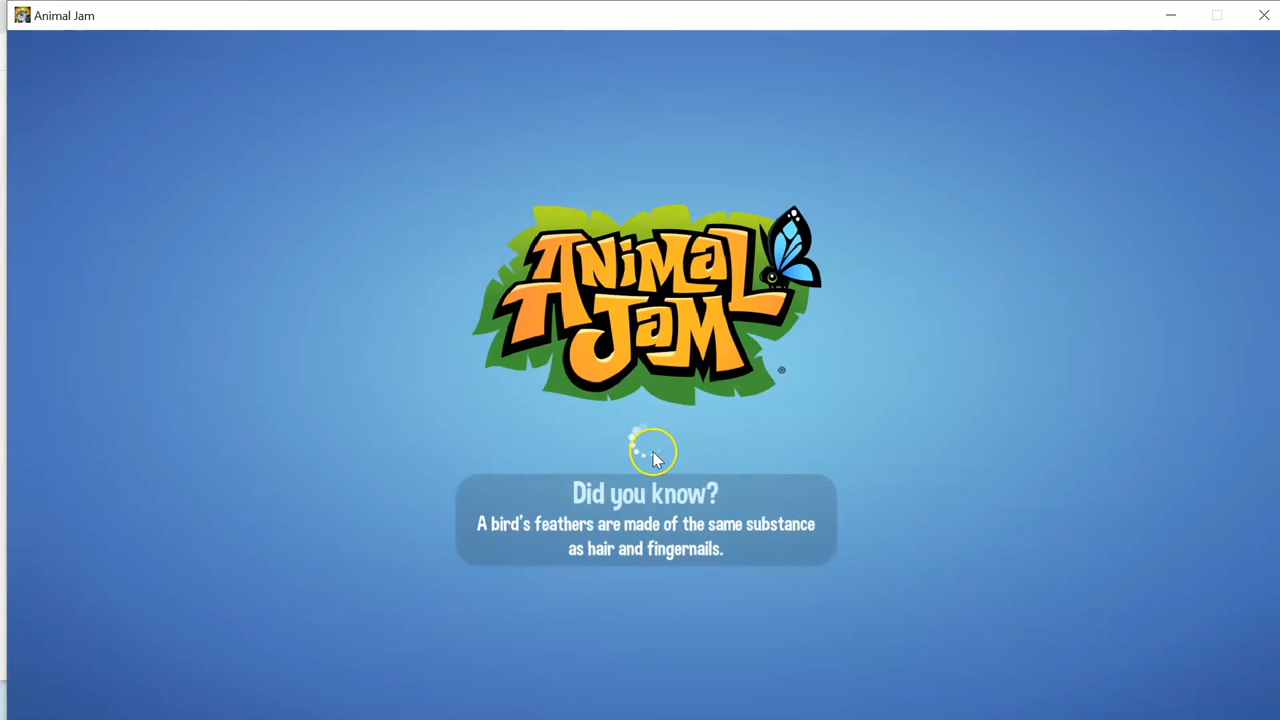 Animal Jam
ANIMAL
JAM
®
Did you know?
A bird's feathers are made of the same substance
as hair and fingernails.